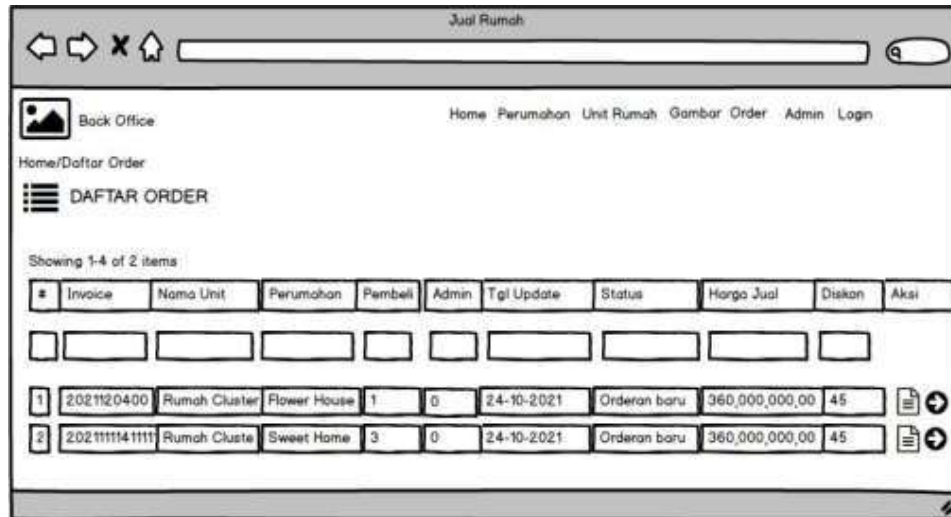 Jual Rumah
Back Office
Home Perumahan Unit Rumah Gambar Order Admin Login
Home/Daftar Order
DAFTAR ORDER
Showing 1-4 of 2 items
# Invoice Nama Unit Perumahan Pembeli Admin Tgl Update Status Harga Jual Diskon Aksi
1 2021120400 Rumah Cluster Flower House 1 0 24-10-2021 Orderan baru 360,000,000,00 45
2 Rumah Cluste Sweet Home 3 0 24-10-2021 Orderan baru 360,000,000,00 45